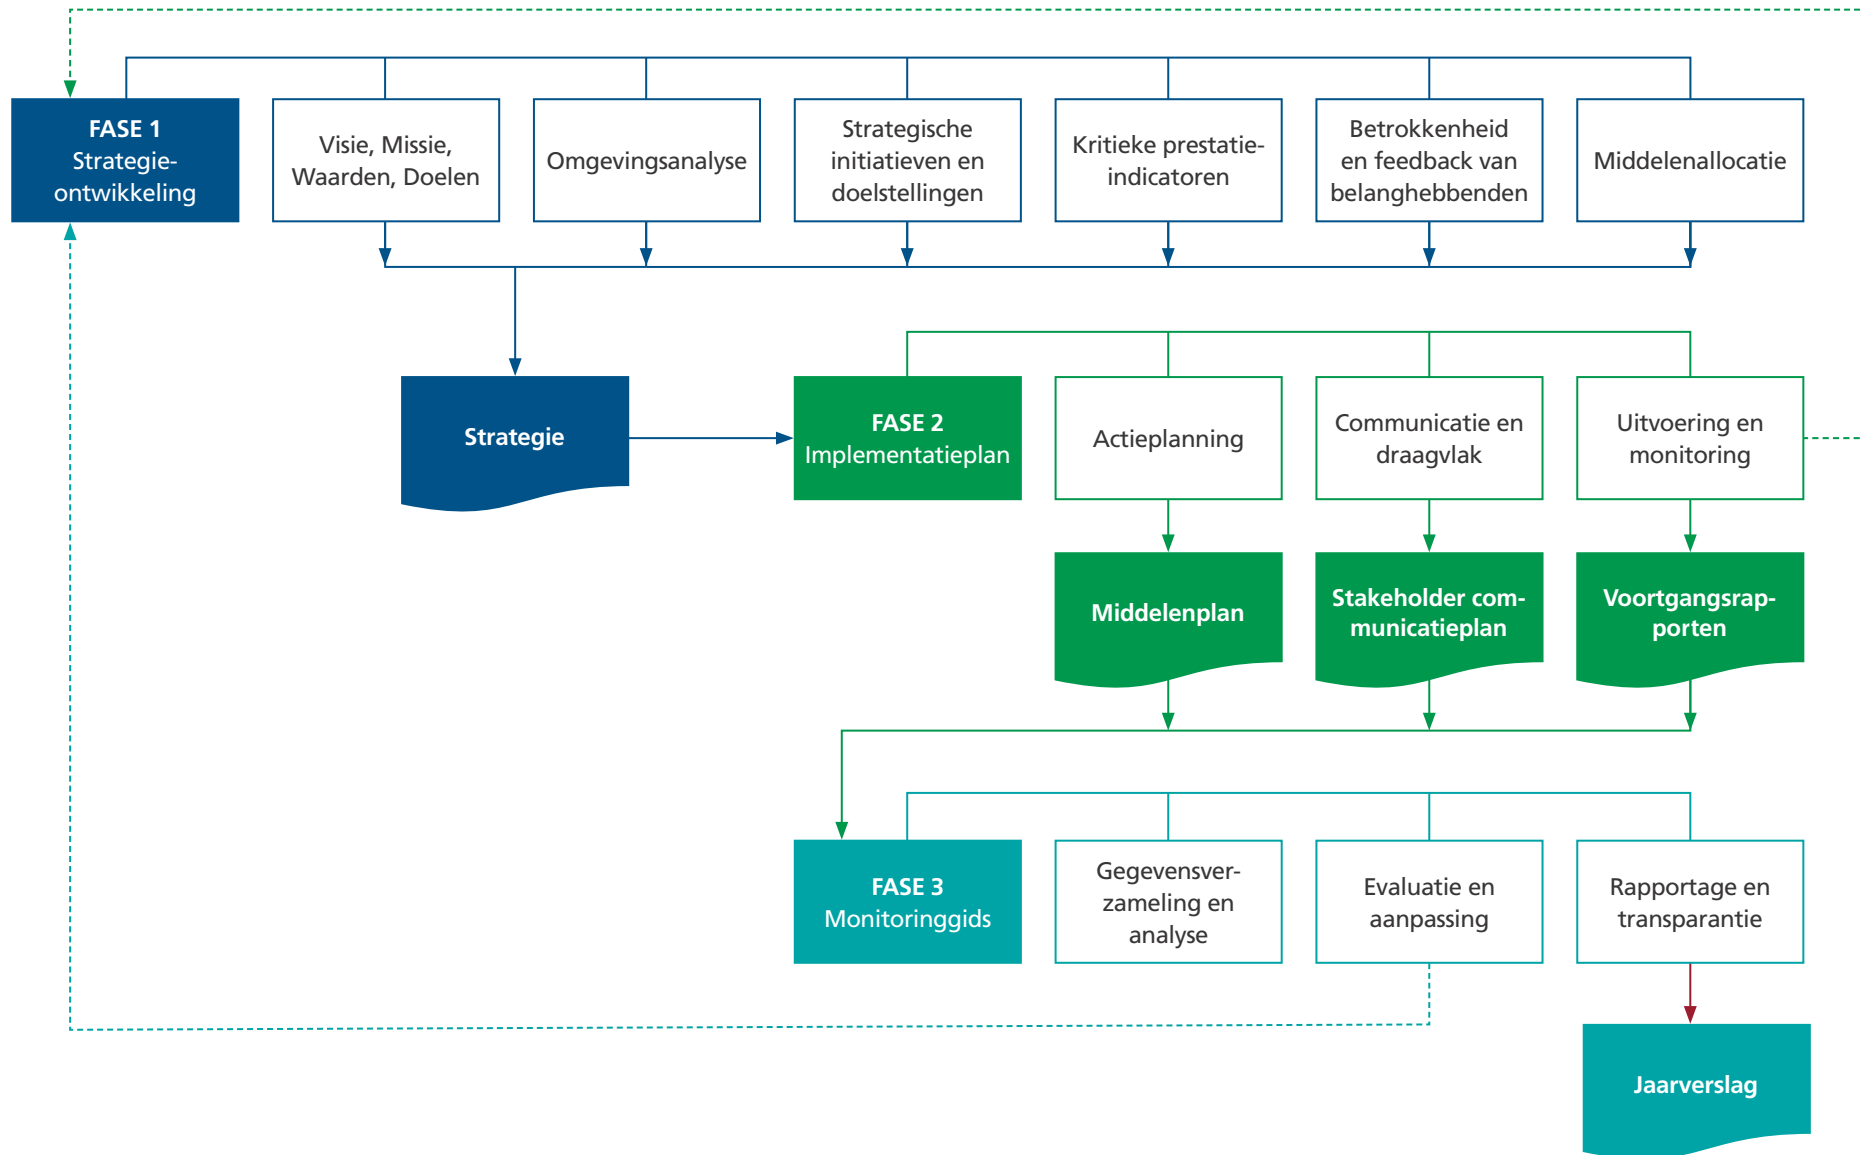 FASE 1
Strategie-
ontwikkeling
Visie, Missie,
Waarden, Doelen
Omgevingsanalyse
Strategische
initiatieven en
doelstellingen
Kritieke prestatie-
indicatoren
Betrokkenheid
en feedback van
belanghebbenden
Middelenallocatie
Strategie
FASE 2
Implementatieplan
Actieplanning
Communicatie en
draagvlak
Uitvoering en
monitoring
Middelenplan
Stakeholder com-
municatieplan
Voortgangsrap-
porten
FASE 3
Monitoringgids
Gegevensver-
zameling en
analyse
Evaluatie en
aanpassing
Rapportage en
transparantie
Jaarverslag